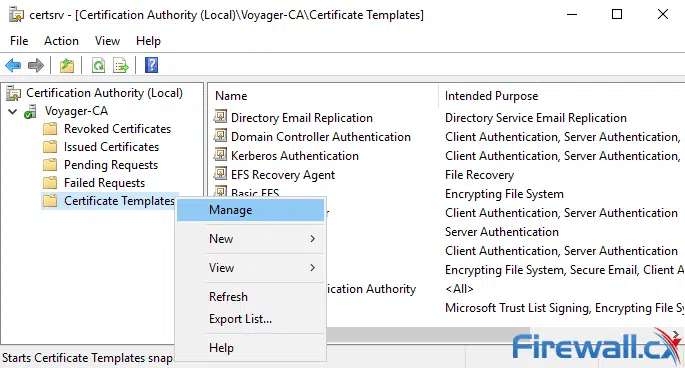 certsrv - [Certification Authority (Local)\Voyager-CA\Certificate Templates]
File Action View Help
Certification Authority (Local)
Voyager-CA
Revoked Certificates
Issued Certificates
Pending Requests
Failed Requests
Certificate Templates
Name Intended Purpose
Directory Email Replication Directory Service Email Replication
Domain Controller Authentication Client Authentication, Server Authentication,
Kerberos Authentication Client Authentication, Server Authentication,
EFS Recovery Agent File Recovery
Basic EFS Encrypting File System
Client Authentication, Server Authentication
Server Authentication
Client Authentication, Server Authentication
Encrypting File System, Secure Email, Client A
ication Authority <All>
Microsoft Trust List Signing, Encrypting File S
Manage
New
View
Refresh
Export List...
Help
Starts Certificate Templates snap
Firewall.cx